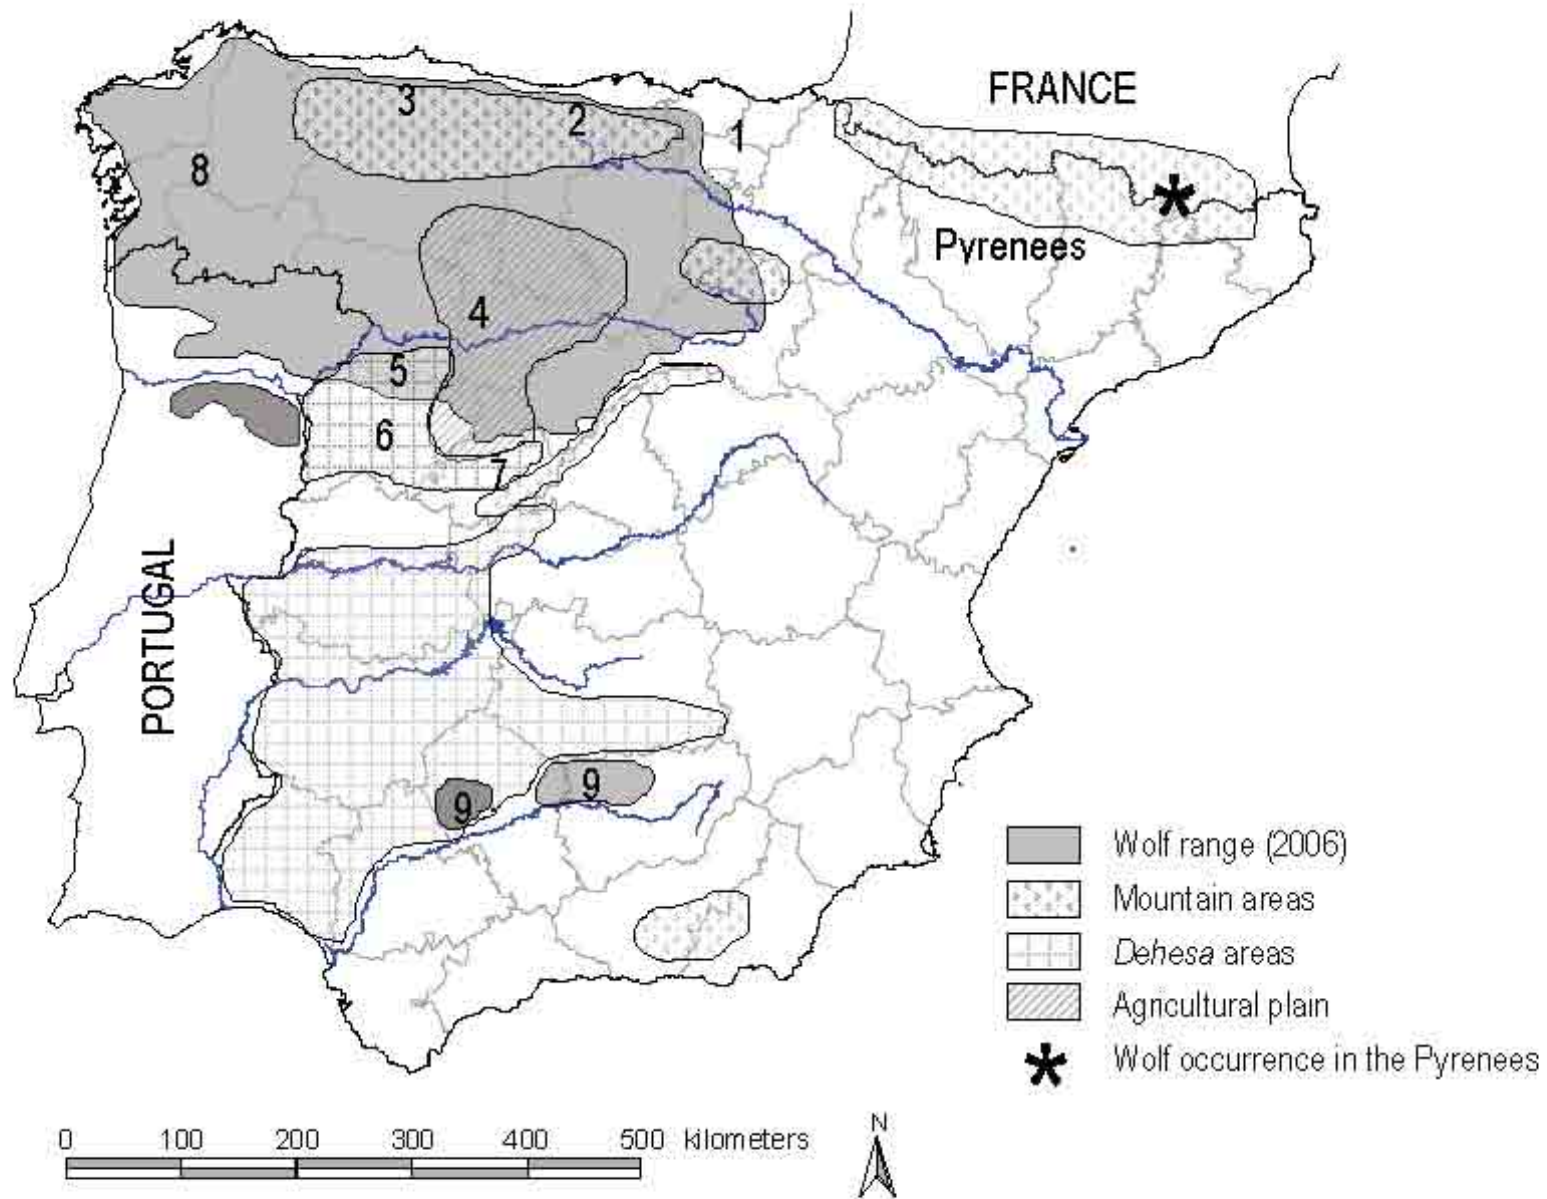 FRANCE
3
2
1
8
Pyrenees
4
5
6
7
PORTUGAL
9
9
Wolf range (2006)
Mountain areas
Dehesa areas
Agricultural plain
Wolf occurrence in the Pyrenees
0 100 200 300 400 500 kilometers
N